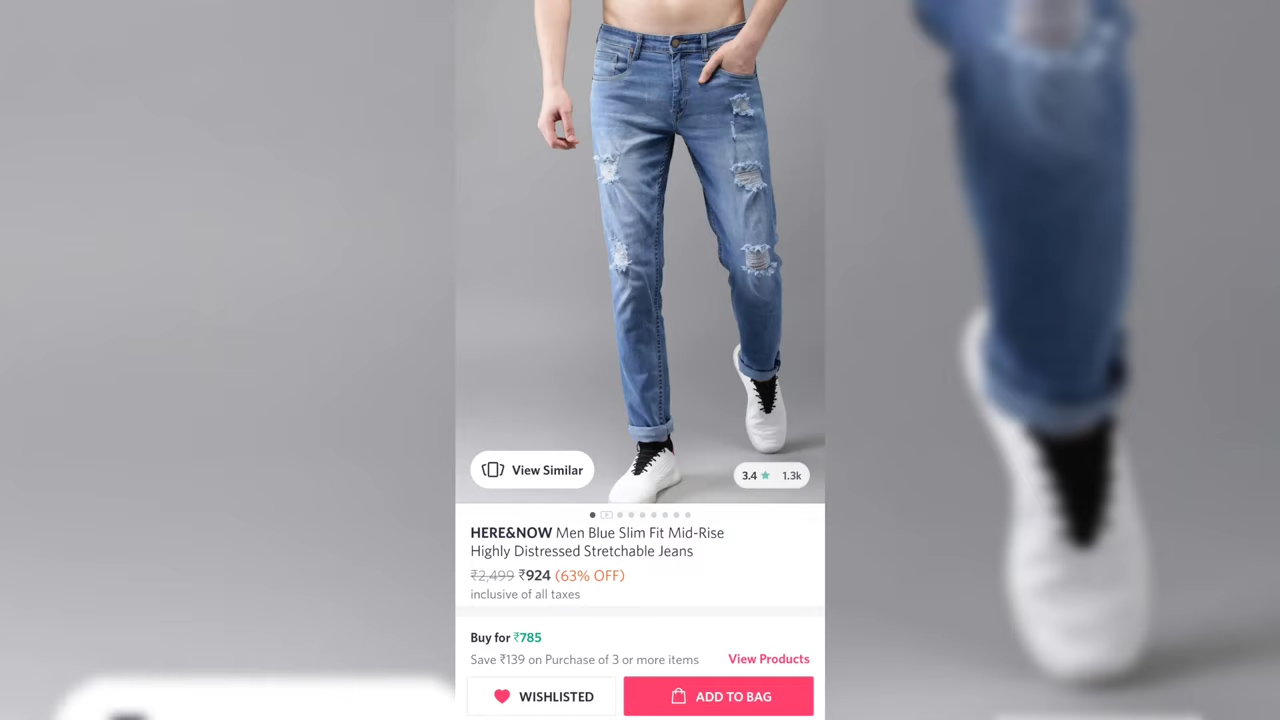 View Similar
3.4 ★ 1.3k
HERE&NOW Men Blue Slim Fit Mid-Rise
Highly Distressed Stretchable Jeans
₹2,499 ₹924 (63% OFF)
inclusive of all taxes
Buy for ₹785
Save ₹139 on Purchase of 3 or more items View Products
WISHLISTED ADD TO BAG